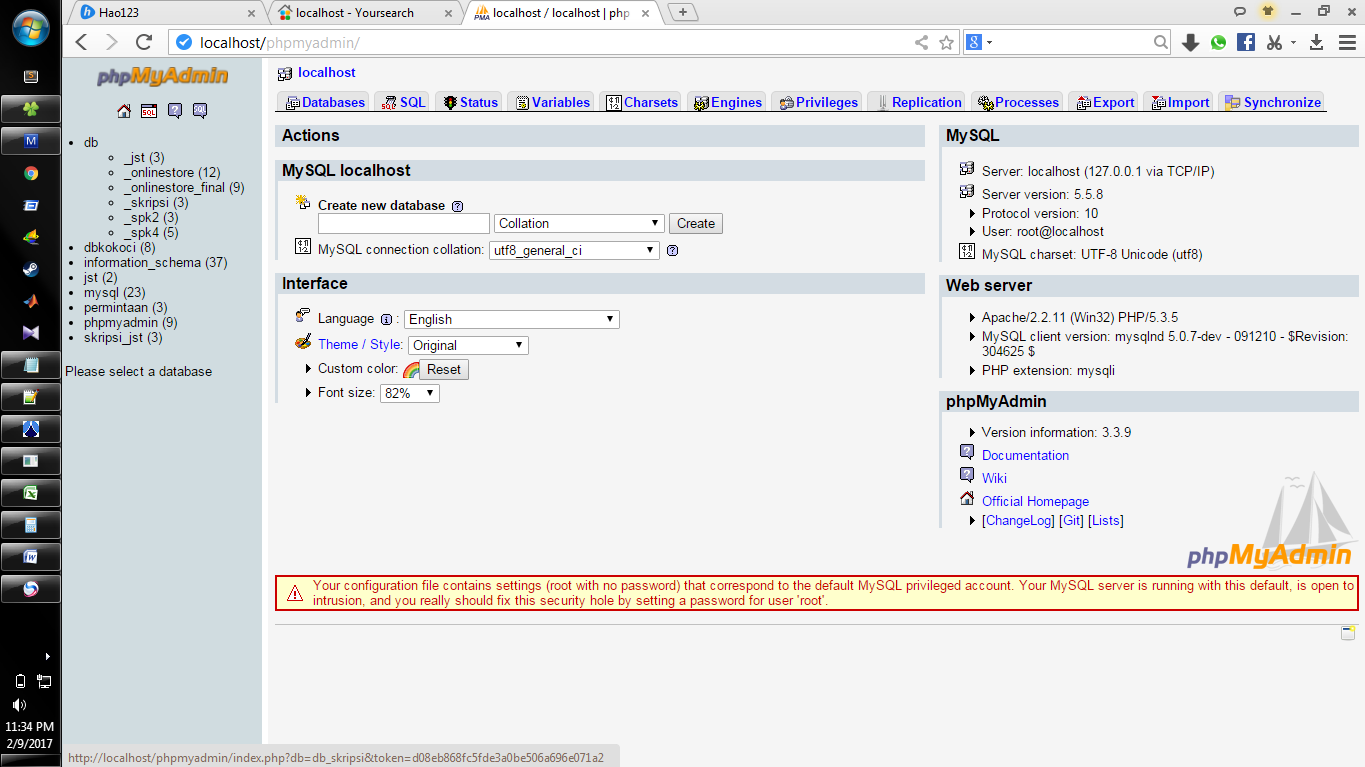 Hao123
localhost - Yoursearch
localhost / localhost | php
localhost/phpmyadmin/
phpMyAdmin
db
_jst (3)
_onlinestore (12)
_onlinestore_final (9)
_skripsi (3)
_spk2 (3)
_spk4 (5)
dbkokoci (8)
information_schema (37)
jst (2)
mysql (23)
permintaan (3)
phpmyadmin (9)
skripsi_jst (3)
Please select a database
localhost
Databases SQL Status Variables Charsets Engines Privileges Replication Processes Export Import Synchronize
Actions
MySQL localhost
Create new database
Collation Create
MySQL connection collation: utf8_general_ci
Interface
Language : English
Theme / Style: Original
Custom color: Reset
Font size: 82%
MySQL
Server: localhost (127.0.0.1 via TCP/IP)
Server version: 5.5.8
Protocol version: 10
User: root@localhost
MySQL charset: UTF-8 Unicode (utf8)
Web server
Apache/2.2.11 (Win32) PHP/5.3.5
MySQL client version: mysqlnd 5.0.7-dev - 091210 - $Revision:
304625 $
PHP extension: mysqli
phpMyAdmin
Version information: 3.3.9
Documentation
Wiki
Official Homepage
[ChangeLog] [Git] [Lists]
phpMyAdmin
Your configuration file contains settings (root with no password) that correspond to the default MySQL privileged account. Your MySQL server is running with this default, is open to
intrusion, and you really should fix this security hole by setting a password for user 'root'.
11:34 PM
2/9/2017
http://localhost/phpmyadmin/index.php?db=db_skripsi&token=d08eb868fc5fde3a0be506a696e071a2